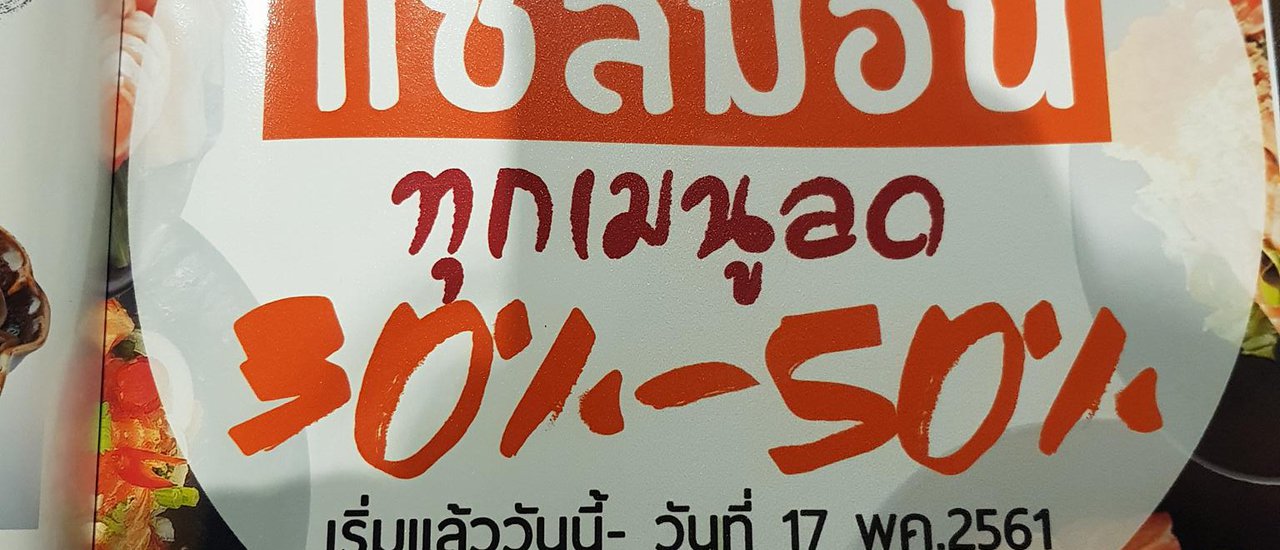 แซลมอน
ทุกเมนูลด
30%-50%
เริ่มแล้ววันนี้- วันที่ 17 พค.2561